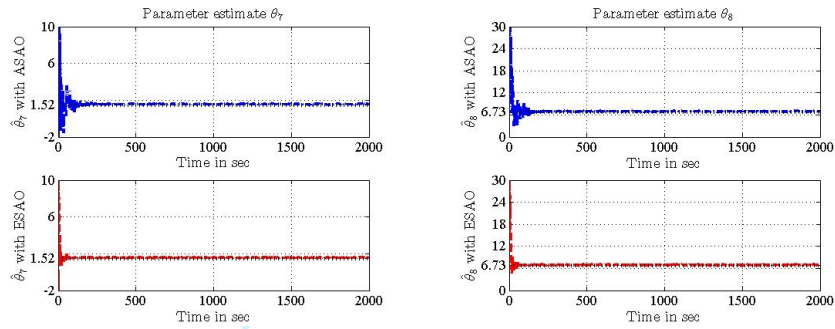 Parameter estimate θ7
10
6
1.52
-2
θ̂7 with ASAO
0 500 1000 1500 2000
Time in sec
Parameter estimate θ8
30
24
18
12
6.73
0
θ̂8 with ASAO
0 500 1000 1500 2000
Time in sec
10
6
1.52
-2
θ̂7 with ESAO
0 500 1000 1500 2000
Time in sec
30
24
18
12
6.73
0
θ̂8 with ESAO
0 500 1000 1500 2000
Time in sec